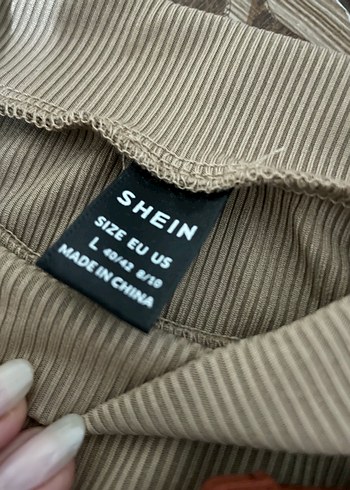 SHEIN
SIZE EU US
L 40/42 8/10
MADE IN CHINA